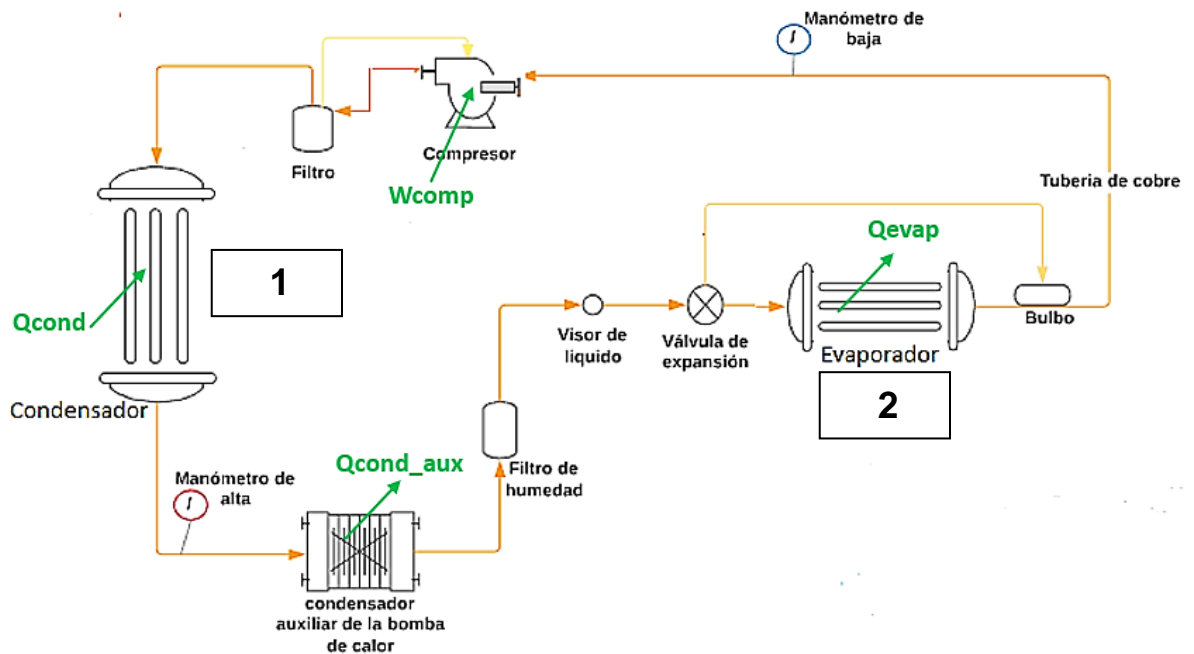 Manómetro de
baja
Compresor
Filtro
Wcomp
Tuberia de cobre
1
Qevap
Qcond
Visor de
liquido
Válvula de
expansión
Bulbo
Evaporador
2
Condensador
Manómetro de
alta
Qcond_aux
Filtro de
humedad
condensador
auxiliar de la bomba
de calor